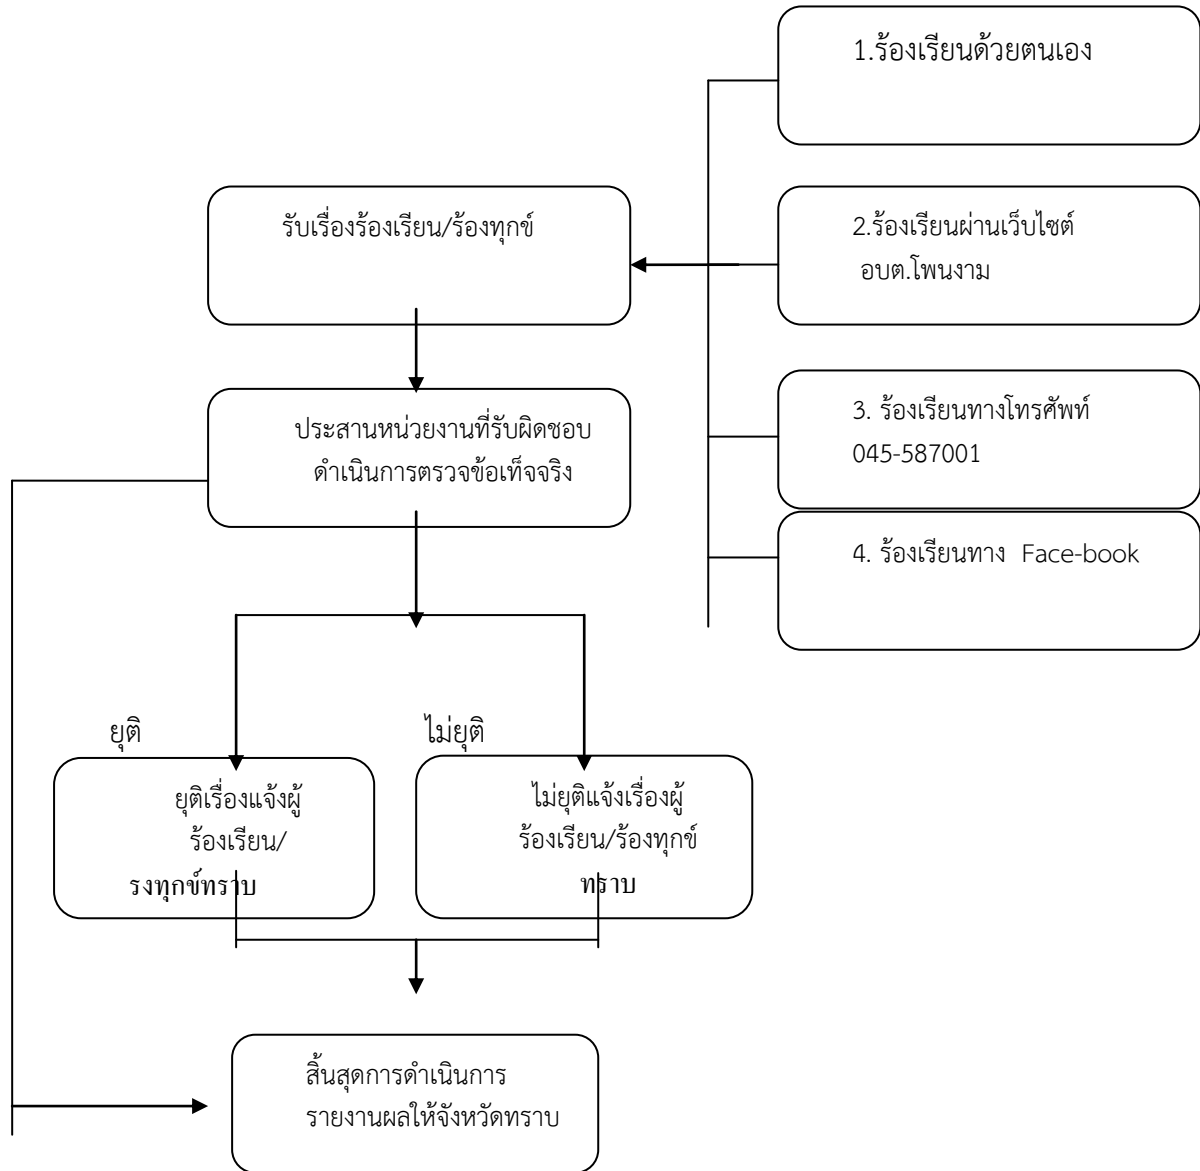 1.ร้องเรียนด้วยตนเอง
รับเรื่องร้องเรียน/ร้องทุกข์
2.ร้องเรียนผ่านเว็บไซต์
อบต.โพนงาม
3. ร้องเรียนทางโทรศัพท์
045-587001
ประสานหน่วยงานที่รับผิดชอบ
ดำเนินการตรวจข้อเท็จจริง
4. ร้องเรียนทาง Face-book
ยุติ
ไม่ยุติ
ยุติเรื่องแจ้งผู้
ร้องเรียน/
รงทุกข์ทราบ
ไม่ยุติแจ้งเรื่องผู้
ร้องเรียน/ร้องทุกข์
ทราบ
สิ้นสุดการดำเนินการ
รายงานผลให้จังหวัดทราบ